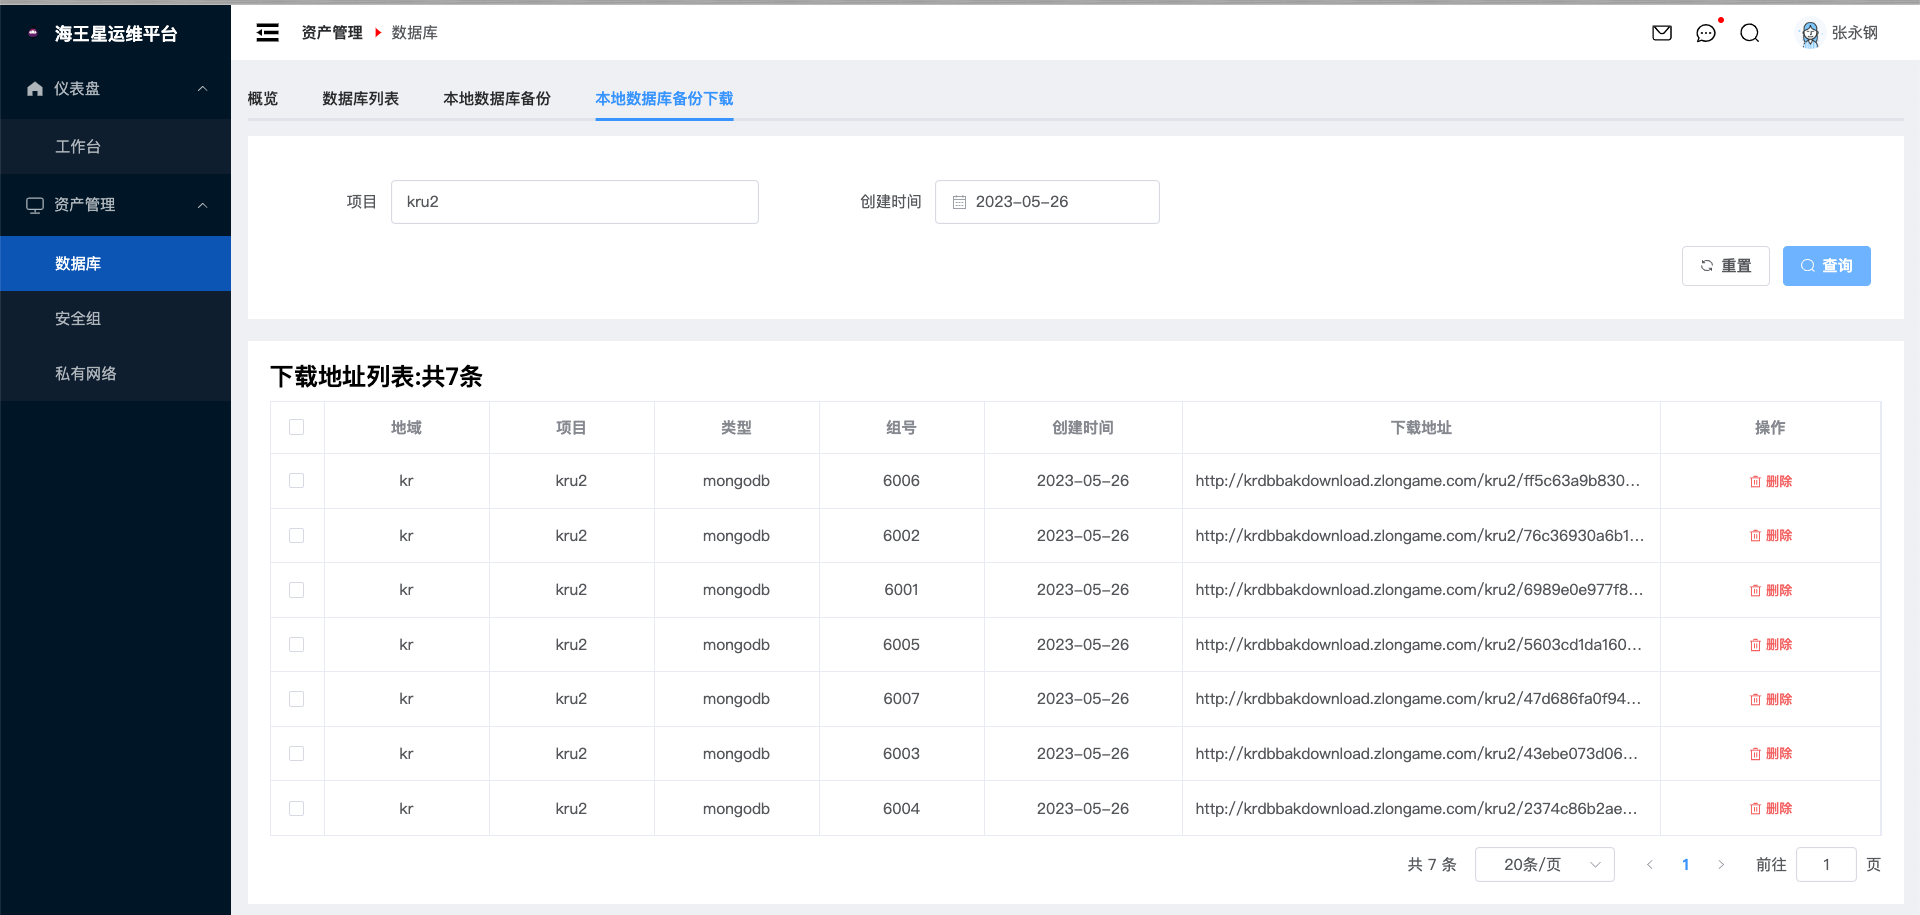 海王星运维平台
仪表盘
工作台
资产管理
数据库
安全组
私有网络
资产管理 数据库
张永钢
概览 数据库列表 本地数据库备份 本地数据库备份下载
项目 kru2 创建时间 2023-05-26
重置 查询
下载地址列表:共7条
地域 项目 类型 组号 创建时间 下载地址 操作
kr kru2 mongodb 6006 2023-05-26 http://krdbbakdownload.zlongame.com/kru2/ff5c63a9b830... 删除
kr kru2 mongodb 6002 2023-05-26 http://krdbbakdownload.zlongame.com/kru2/76c36930a6b1... 删除
kr kru2 mongodb 6001 2023-05-26 http://krdbbakdownload.zlongame.com/kru2/6989e0e977f8... 删除
kr kru2 mongodb 6005 2023-05-26 http://krdbbakdownload.zlongame.com/kru2/5603cd1da160... 删除
kr kru2 mongodb 6007 2023-05-26 http://krdbbakdownload.zlongame.com/kru2/47d686fa0f94... 删除
kr kru2 mongodb 6003 2023-05-26 http://krdbbakdownload.zlongame.com/kru2/43ebe073d06... 删除
kr kru2 mongodb 6004 2023-05-26 http://krdbbakdownload.zlongame.com/kru2/2374c86b2ae... 删除
共 7 条 20条/页 1 前往 1 页